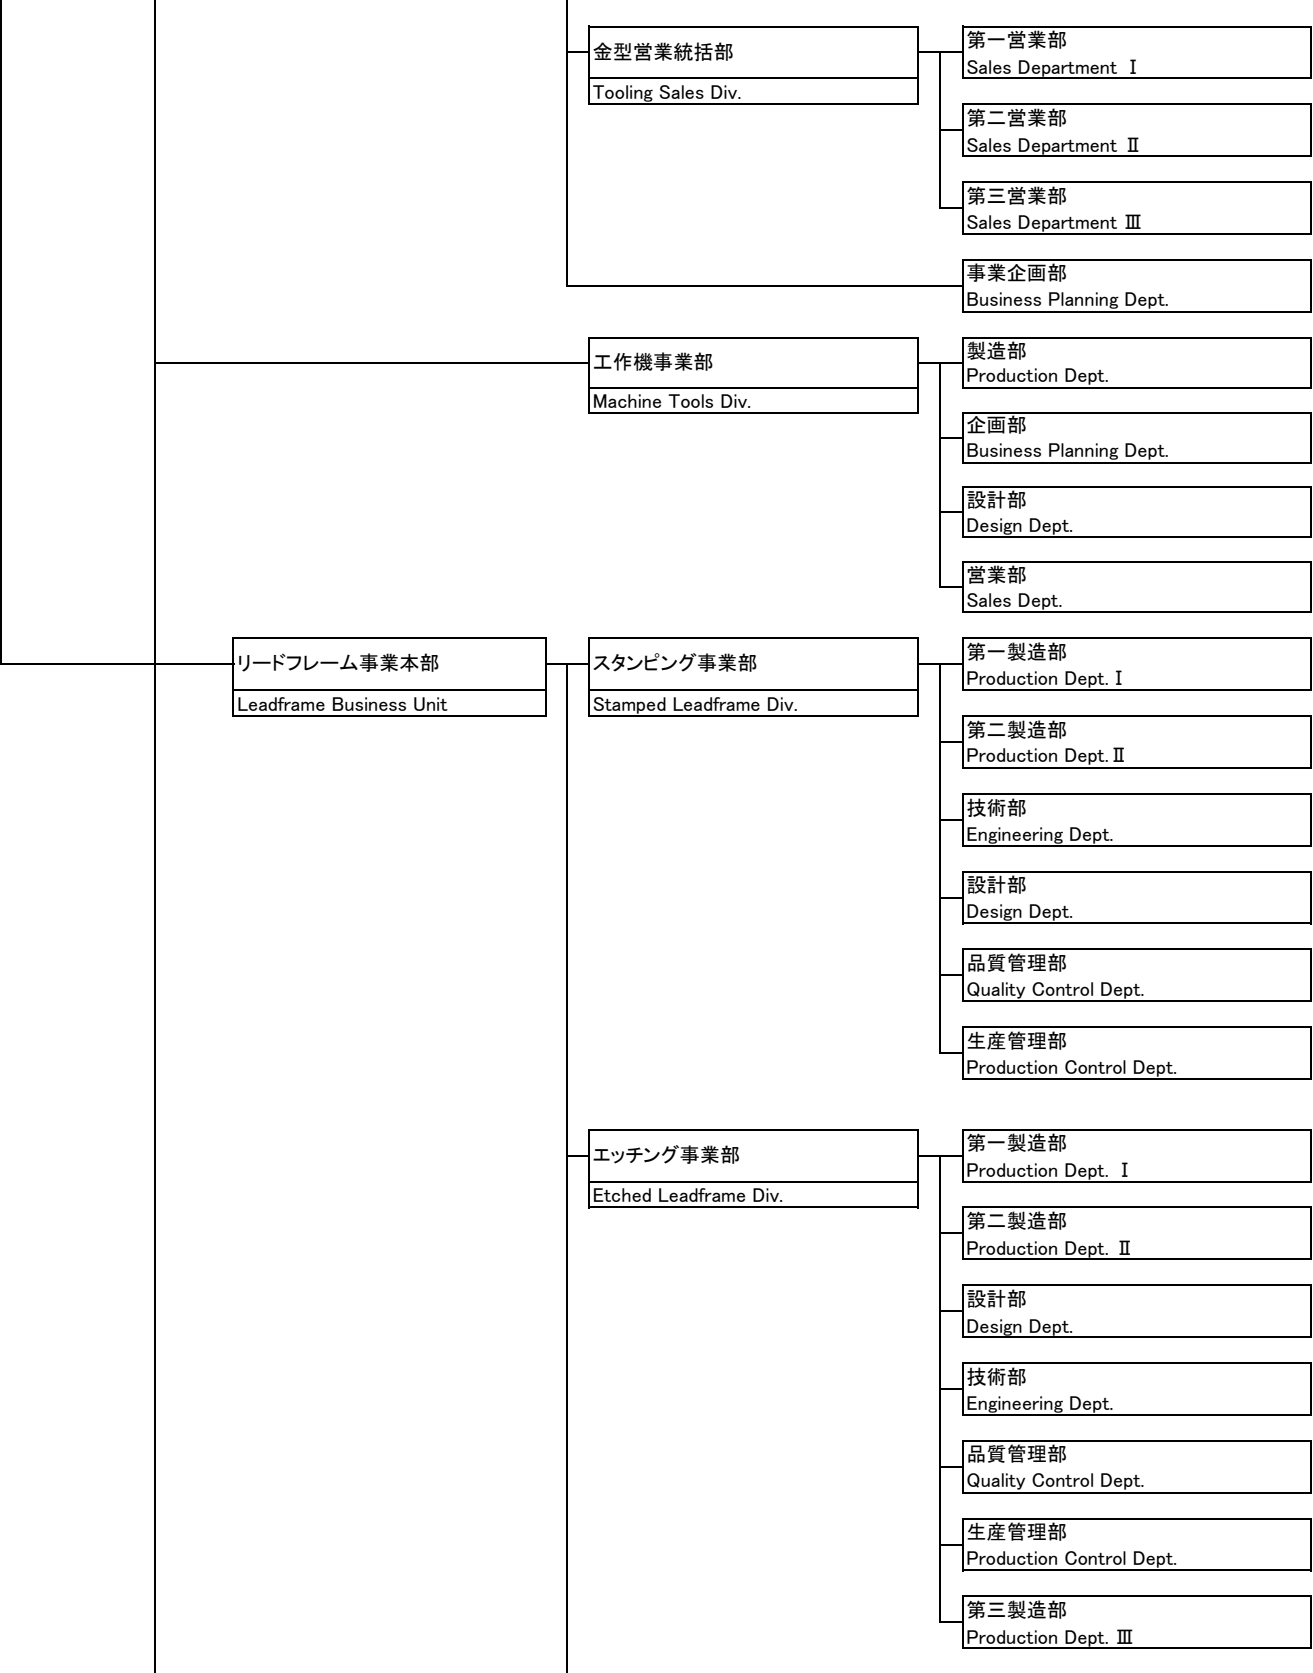 金型営業統括部
Tooling Sales Div.
第一営業部
Sales Department Ⅰ
第二営業部
Sales Department Ⅱ
第三営業部
Sales Department Ⅲ
事業企画部
Business Planning Dept.
工作機事業部
Machine Tools Div.
製造部
Production Dept.
企画部
Business Planning Dept.
設計部
Design Dept.
営業部
Sales Dept.
リードフレーム事業本部
Leadframe Business Unit
スタンピング事業部
Stamped Leadframe Div.
第一製造部
Production Dept.Ⅰ
第二製造部
Production Dept.Ⅱ
技術部
Engineering Dept.
設計部
Design Dept.
品質管理部
Quality Control Dept.
生産管理部
Production Control Dept.
エッチング事業部
Etched Leadframe Div.
第一製造部
Production Dept. Ⅰ
第二製造部
Production Dept. Ⅱ
設計部
Design Dept.
技術部
Engineering Dept.
品質管理部
Quality Control Dept.
生産管理部
Production Control Dept.
第三製造部
Production Dept. Ⅲ